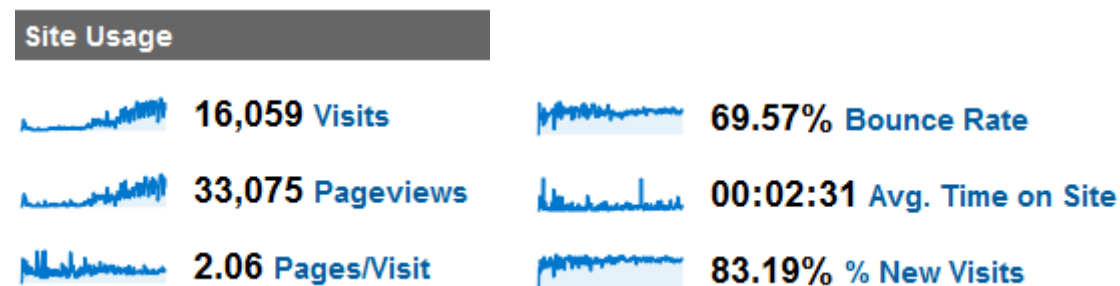 Site Usage
16,059 Visits
69.57% Bounce Rate
33,075 Pageviews
00:02:31 Avg. Time on Site
2.06 Pages/Visit
83.19% % New Visits